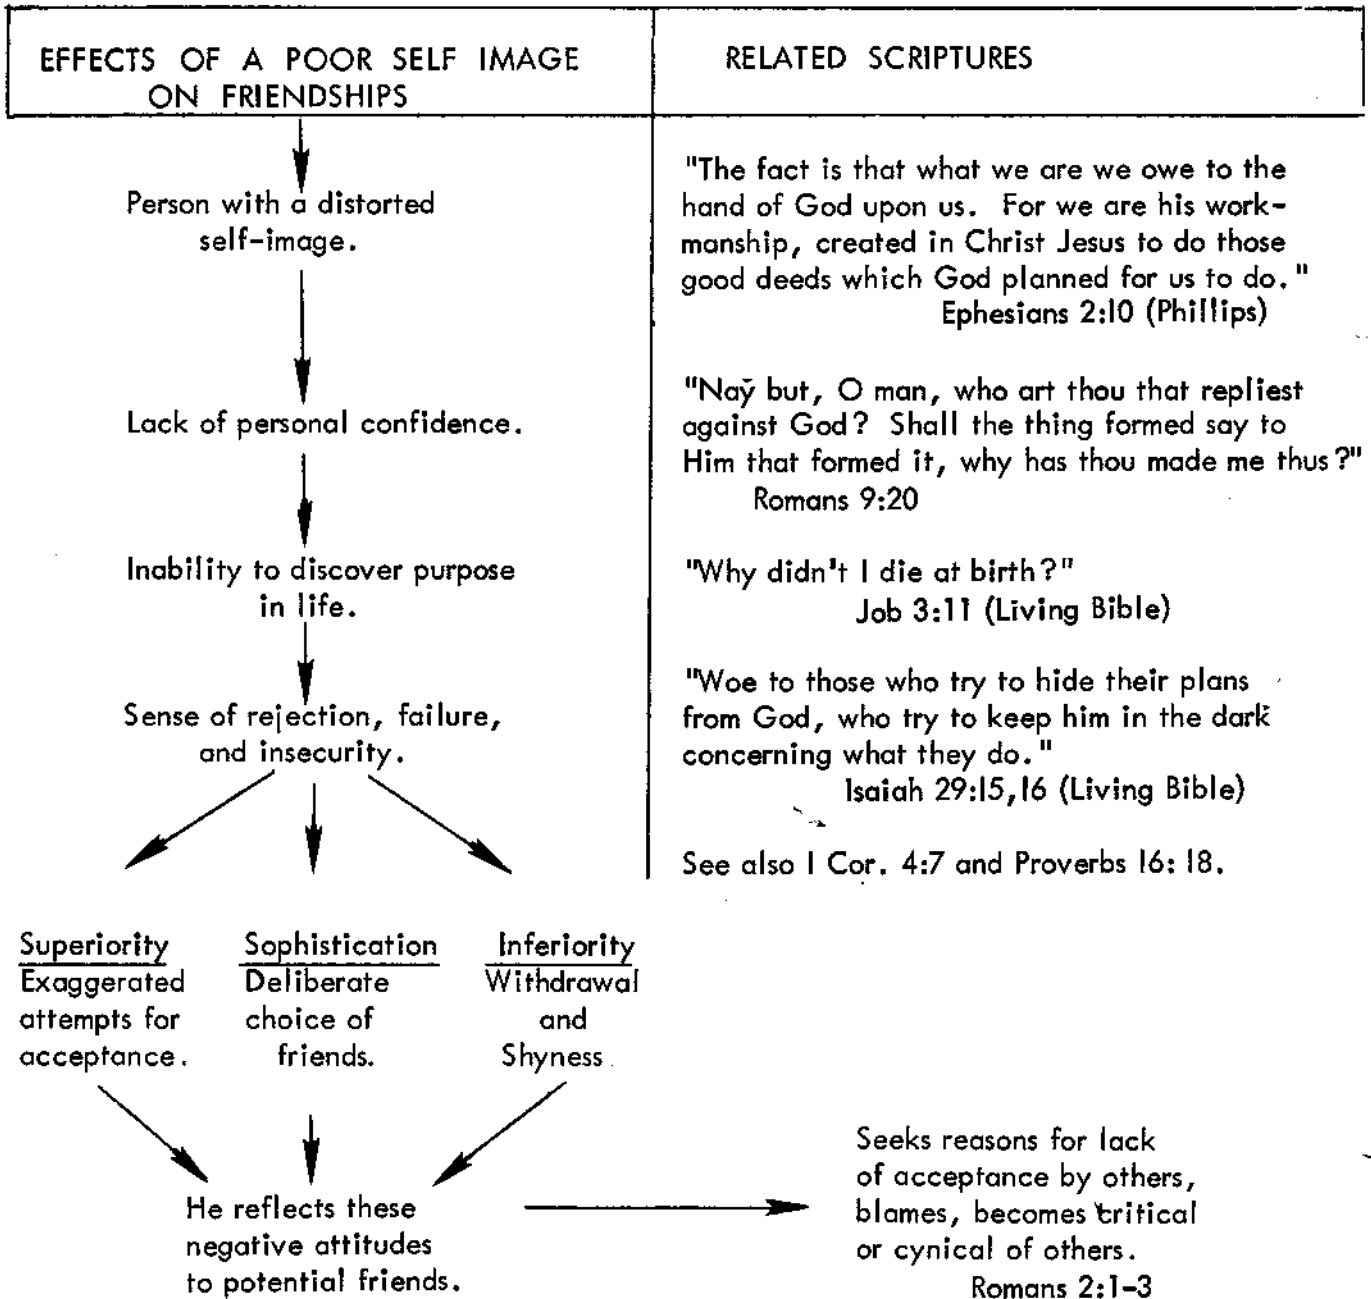 EFFECTS OF A POOR SELF IMAGE
ON FRIENDSHIPS
RELATED SCRIPTURES
Person with a distorted
self-image.
Lack of personal confidence.
Inability to discover purpose
in life.
Sense of rejection, failure,
and insecurity.
"The fact is that what we are we owe to the
hand of God upon us. For we are his work-
manship, created in Christ Jesus to do those
good deeds which God planned for us to do."
Ephesians 2:10 (Phillips)
"Nay but, O man, who art thou that repliest
against God? Shall the thing formed say to
Him that formed it, why has thou made me thus?"
Romans 9:20
"Why didn't I die at birth?"
Job 3:11 (Living Bible)
"Woe to those who try to hide their plans
from God, who try to keep him in the dark
concerning what they do."
Isaiah 29:15,16 (Living Bible)
See also I Cor. 4:7 and Proverbs 16:18.
Superiority
Exaggerated
attempts for
acceptance.
Sophistication
Deliberate
choice of
friends.
Inferiority
Withdrawal
and
Shyness
He reflects these
negative attitudes
to potential friends.
Seeks reasons for lack
of acceptance by others,
blames, becomes critical
or cynical of others.
Romans 2:1-3